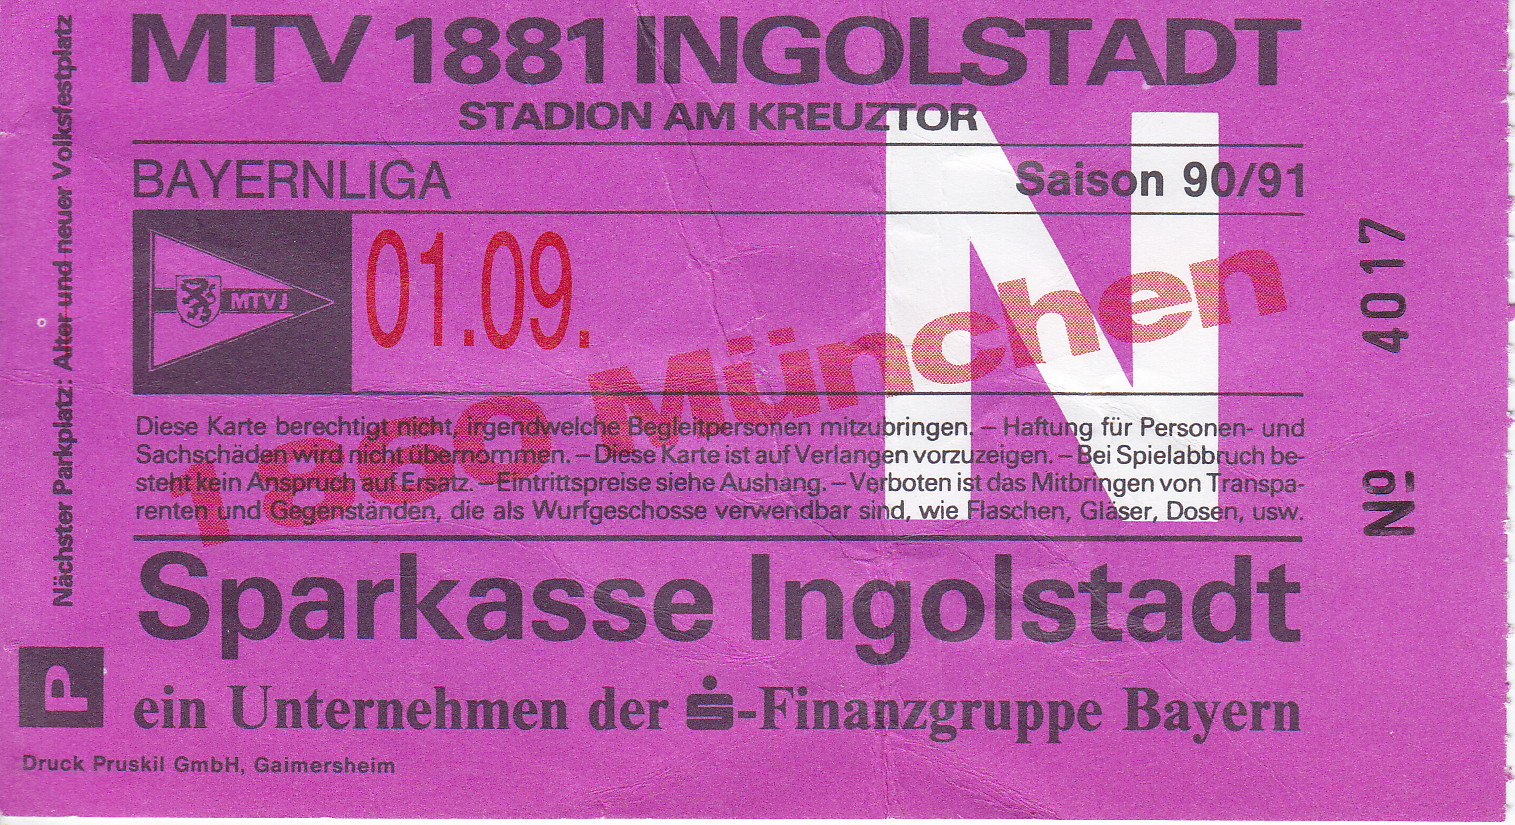 MTV 1881 INGOLSTADT
STADION AM KREUZTOR
N
BAYERNLIGA
Saison 90/91
MTV J
01.09.
1860 München
Diese Karte berechtigt nicht, irgendwelche Begleitpersonen mitzubringen. – Haftung für Personen- und
Sachschäden wird nicht übernommen. – Diese Karte ist auf Verlangen vorzuzeigen. – Bei Spielabbruch be-
steht kein Anspruch auf Ersatz. – Eintrittspreise siehe Aushang. – Verboten ist das Mitbringen von Transpa-
renten und Gegenständen, die als Wurfgeschosse verwendbar sind, wie Flaschen, Gläser, Dosen, usw.
Sparkasse Ingolstadt
ein Unternehmen der S-Finanzgruppe Bayern
P
Nächster Parkplatz: Alter und neuer Volksfestplatz
Druck Pruskil GmbH, Gaimersheim
No 4017